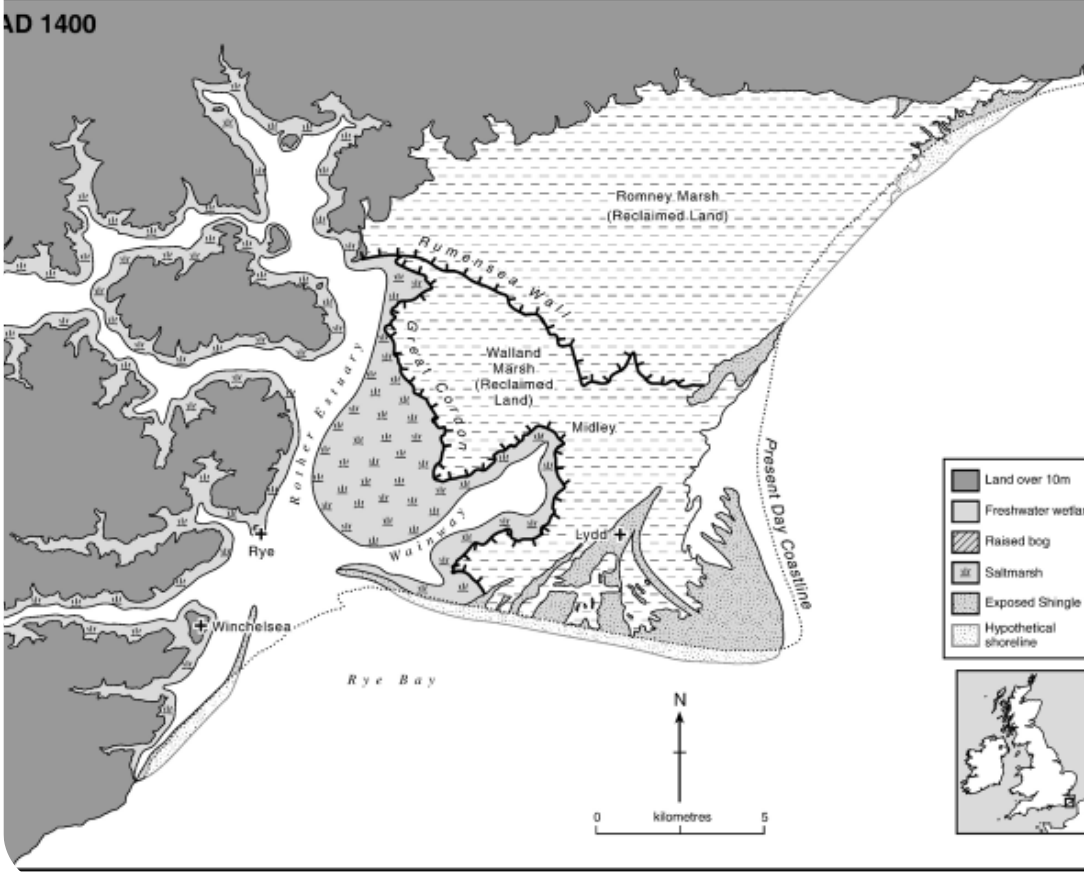 AD 1400
Romney Marsh
(Reclaimed Land)
Rumensea Wall
Great Cordon
Walland
Marsh
(Reclaimed
Land)
Midley
Rother Estuary
Present Day Coastline
Wainway
Lydd
Rye
Winchelsea
Rye Bay
N
0 kilometres 5
Land over 10m
Freshwater wetlan
Raised bog
Saltmarsh
Exposed Shingle
Hypothetical
shoreline